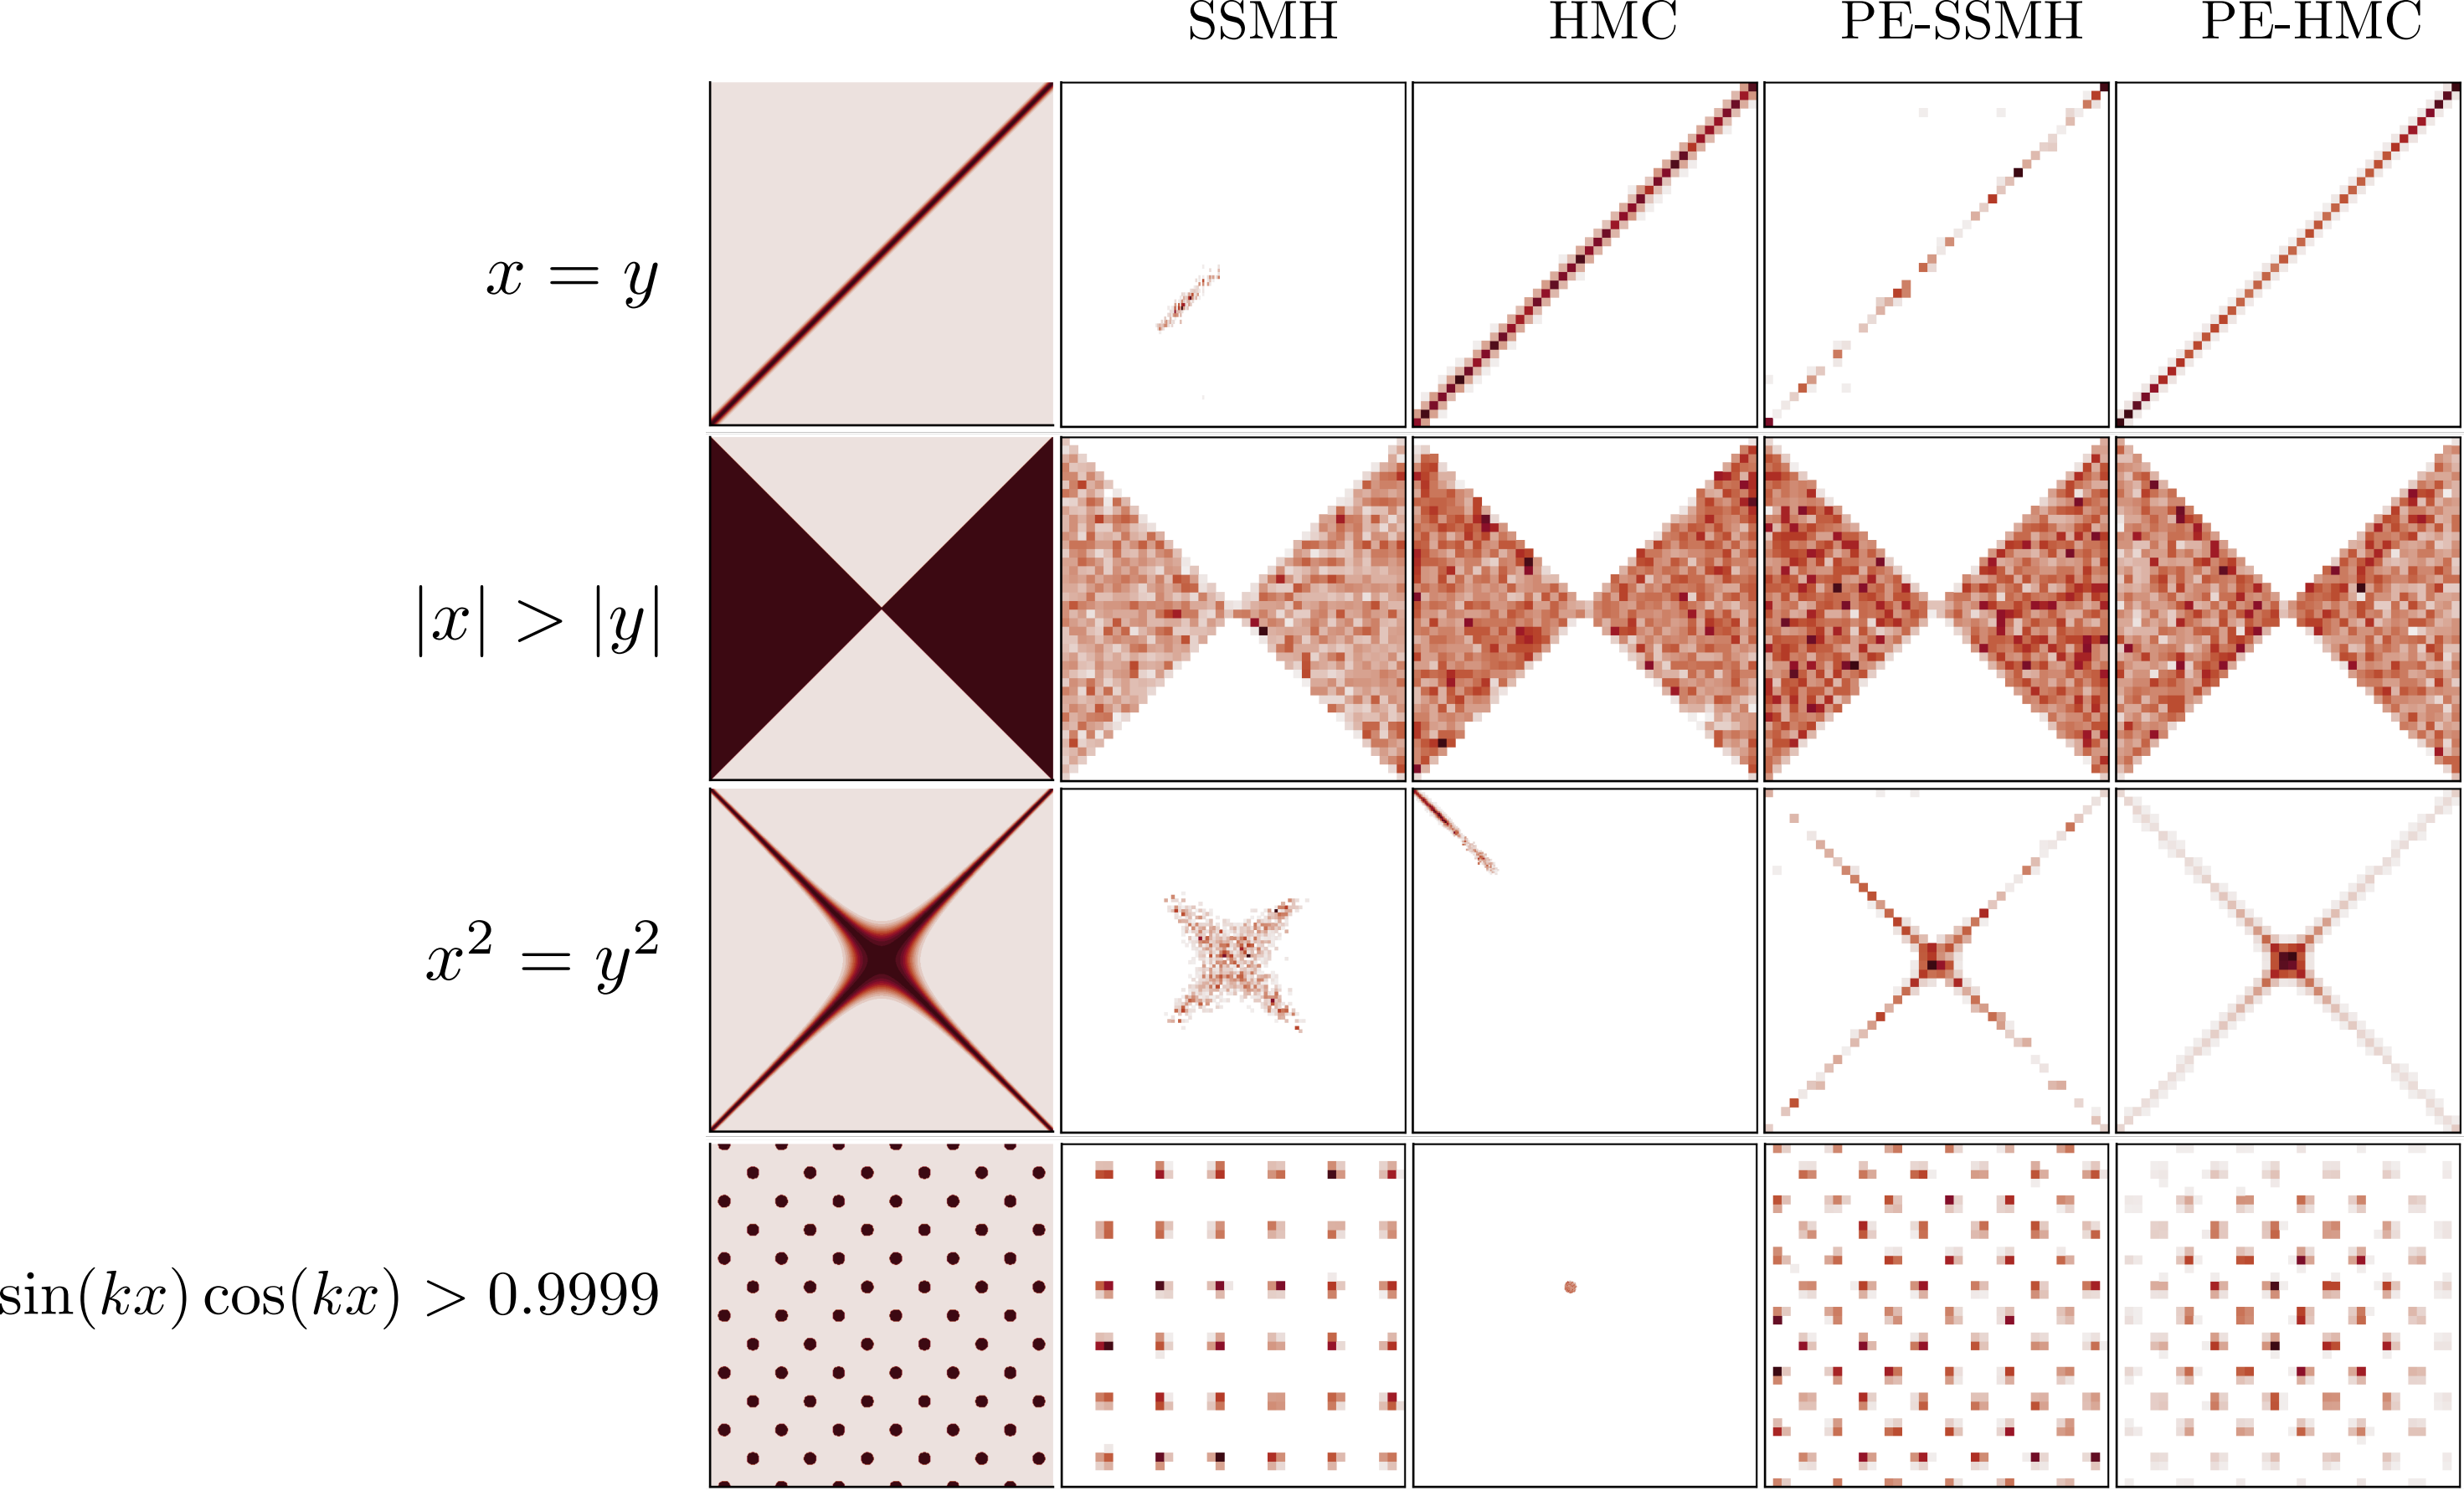 SSMH HMC PE-SSMH PE-HMC
x = y
|x| > |y|
x² = y²
sin(kx) cos(kx) > 0.9999